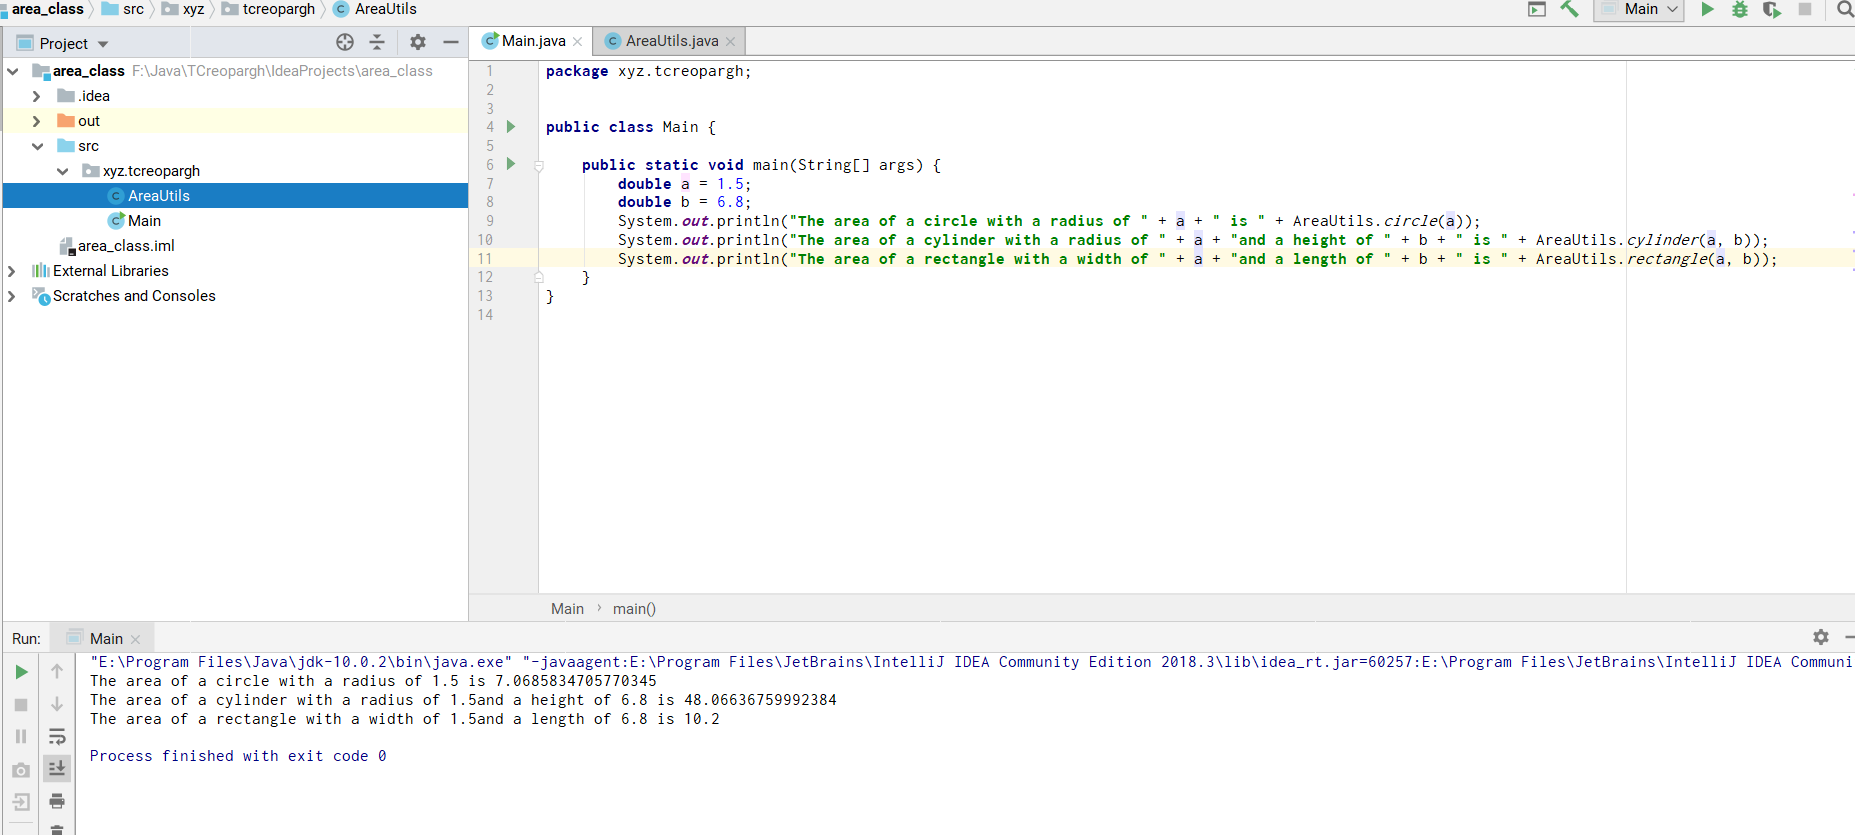 area_class src xyz tcreopargh AreaUtils Main
Project
Main.java AreaUtils.java
area_class F:\Java\TCreopargh\IdeaProjects\area_class
.idea
out
src
xyz.tcreopargh
AreaUtils
Main
area_class.iml
External Libraries
Scratches and Consoles
1 package xyz.tcreopargh;
2
3
4 public class Main {
5
6 public static void main(String[] args) {
7 double a = 1.5;
8 double b = 6.8;
9 System.out.println("The area of a circle with a radius of " + a + " is " + AreaUtils.circle(a));
10 System.out.println("The area of a cylinder with a radius of " + a + "and a height of " + b + " is " + AreaUtils.cylinder(a, b));
11 System.out.println("The area of a rectangle with a width of " + a + "and a length of " + b + " is " + AreaUtils.rectangle(a, b));
12 }
13 }
14
Main › main()
Run: Main
"E:\Program Files\Java\jdk-10.0.2\bin\java.exe" "-javaagent:E:\Program Files\JetBrains\IntelliJ IDEA Community Edition 2018.3\lib\idea_rt.jar=60257:E:\Program Files\JetBrains\IntelliJ IDEA Communi
The area of a circle with a radius of 1.5 is 7.0685834705770345
The area of a cylinder with a radius of 1.5and a height of 6.8 is 48.06636759992384
The area of a rectangle with a width of 1.5and a length of 6.8 is 10.2
Process finished with exit code 0